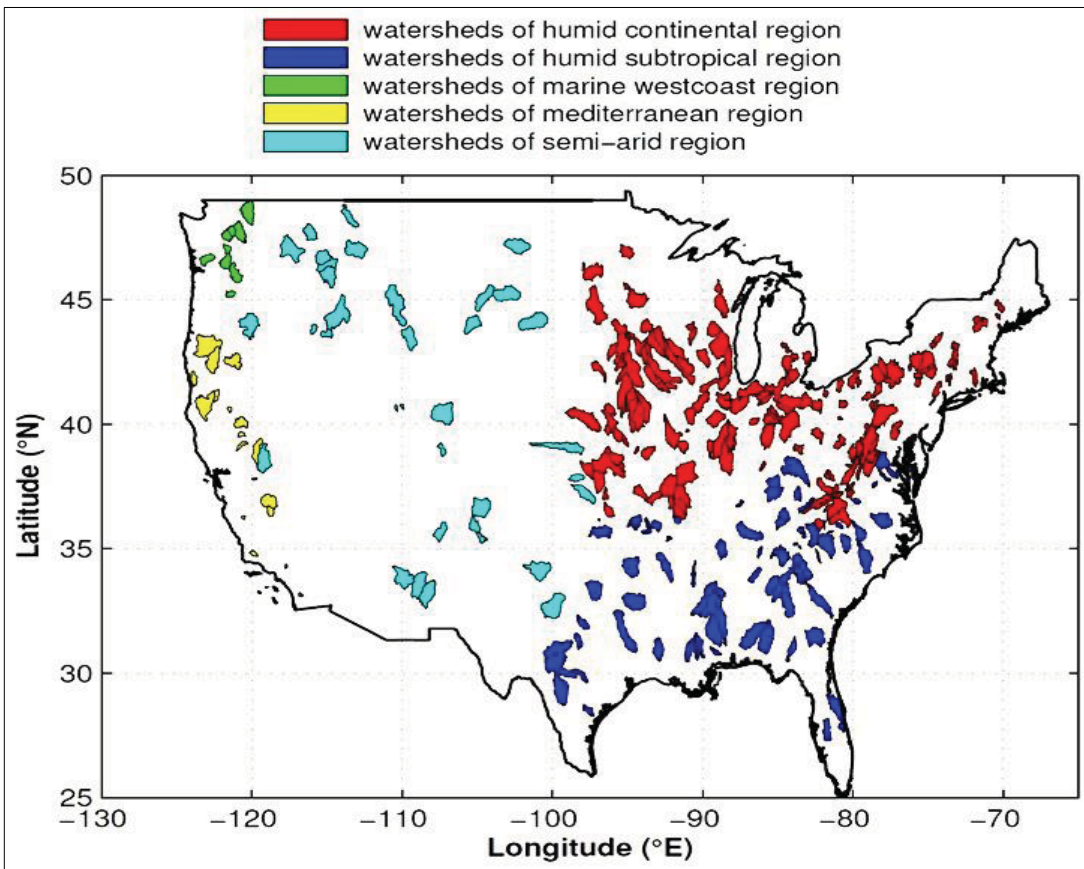 watersheds of humid continental region
watersheds of humid subtropical region
watersheds of marine westcoast region
watersheds of mediterranean region
watersheds of semi−arid region
50
45
40
35
30
25
Latitude (°N)
−130 −120 −110 −100 −90 −80 −70
Longitude (°E)